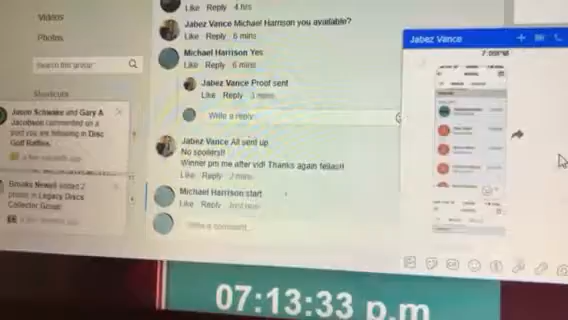 Videos
Photos
Search this group
Shortcuts
Jason Schwake and Gary A
Jacobson commented on a
post you are following in Disc
Golf Raffles.
a few seconds ago
Brooks Newell added 2
photos in Legacy Discs
Collector Group.
a few seconds ago
Like Reply 4 hrs
Jabez Vance Michael Harrison you available?
Like Reply 6 mins
Michael Harrison Yes
Like Reply 6 mins
Jabez Vance Proof sent
Like Reply 3 mins
Write a reply
Jabez Vance All sent up
No spoilers!!
Winner pm me after vid! Thanks again fellas!!
Like Reply 2 mins
Michael Harrison start
Like Reply Just now
Write a comment...
Jabez Vance
07:13:33 p.m